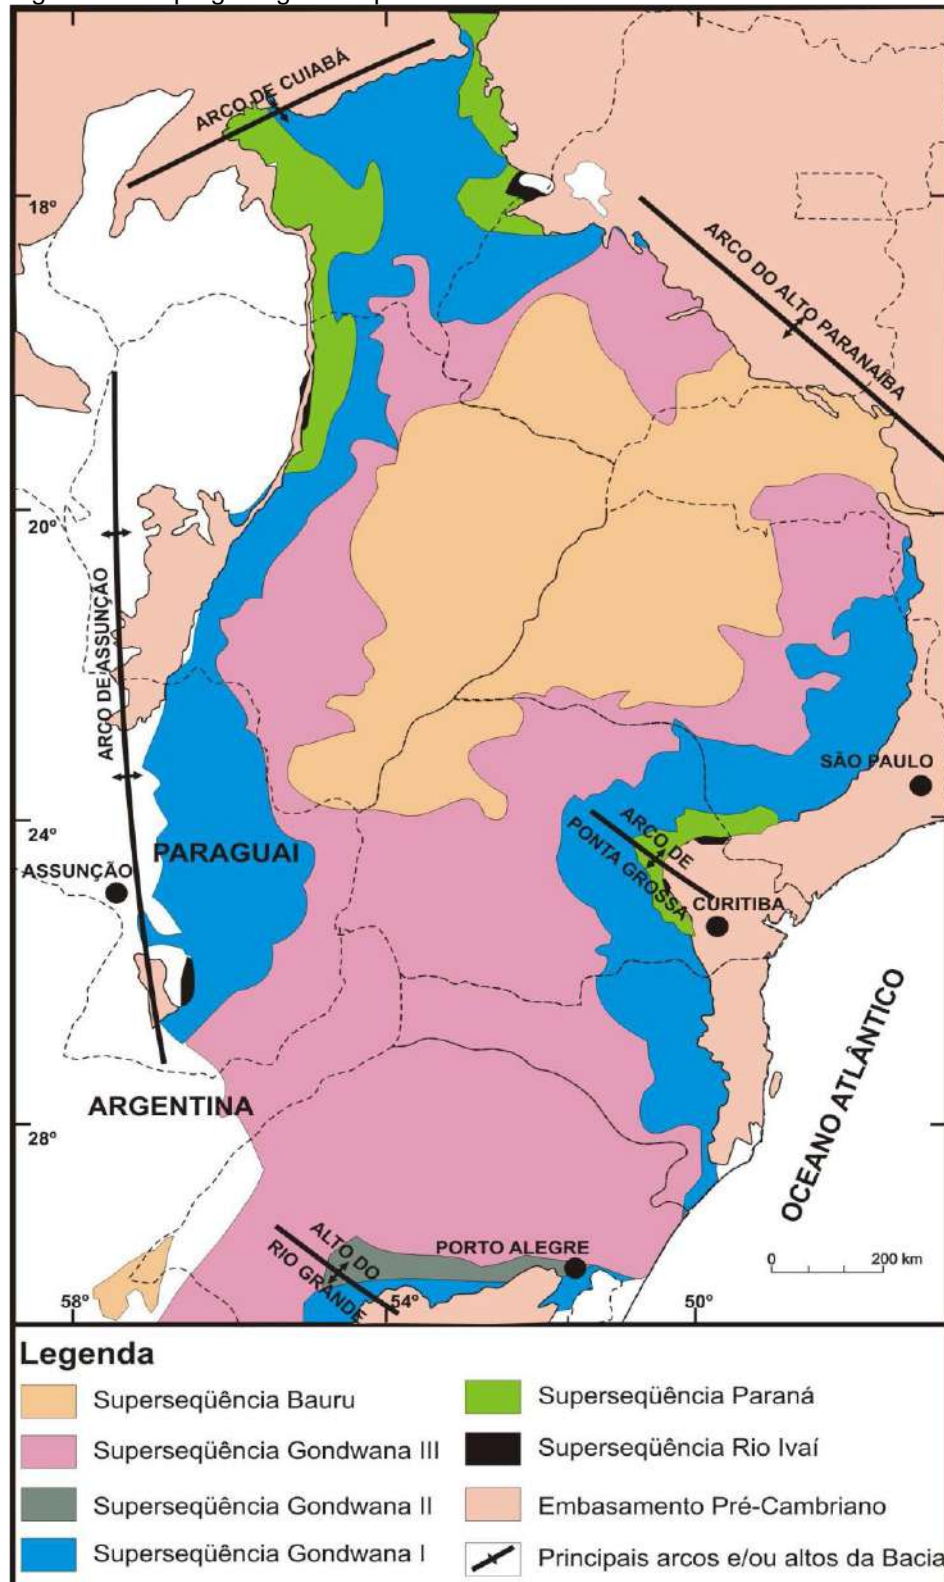 ARCO DE CUIABÁ
18º
ARCO DO ALTO PARANAÍBA
20º
ARCO DE ASSUNÇÃO
SÃO PAULO
24º
PARAGUAI
ASSUNÇÃO
ARCO DE
PONTA GROSSA
CURITIBA
OCEANO ATLÂNTICO
ARGENTINA
28º
ALTO DO
RIO GRANDE
PORTO ALEGRE
0 200 km
58º
54º
50º
Legenda
Superseqüência Bauru
Superseqüência Gondwana III
Superseqüência Gondwana II
Superseqüência Gondwana I
Superseqüência Paraná
Superseqüência Rio Ivaí
Embasamento Pré-Cambriano
Principais arcos e/ou altos da Bacia